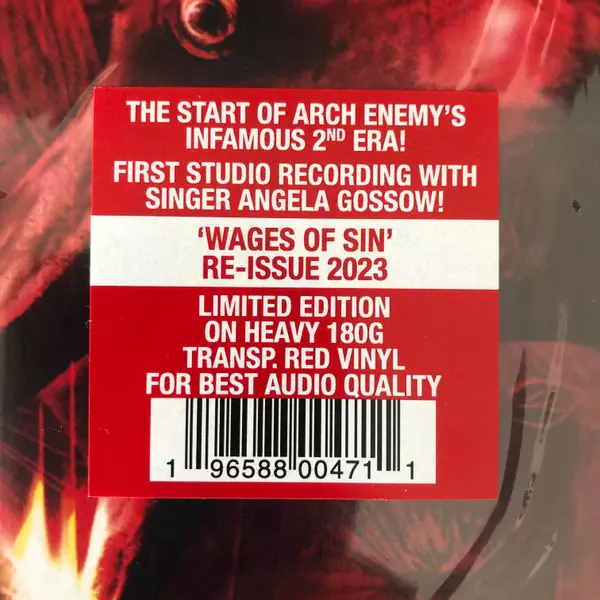 THE START OF ARCH ENEMY'S
INFAMOUS 2ND ERA!
FIRST STUDIO RECORDING WITH
SINGER ANGELA GOSSOW!
'WAGES OF SIN'
RE-ISSUE 2023
LIMITED EDITION
ON HEAVY 180G
TRANSP. RED VINYL
FOR BEST AUDIO QUALITY
1 96588 00471 1